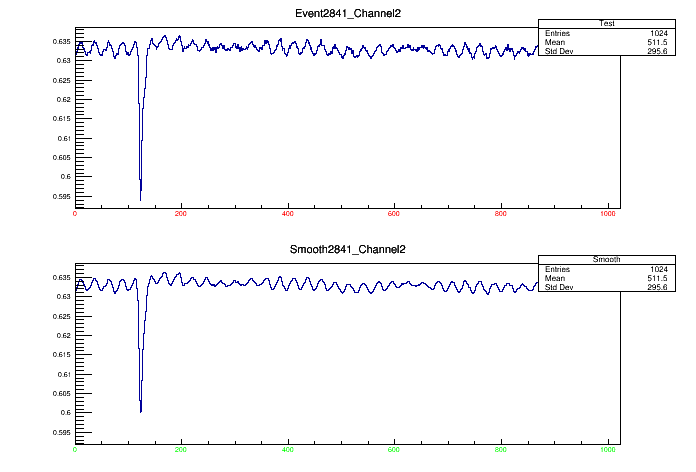 Event2841_Channel2
Test
Entries 1024
Mean 511.5
Std Dev 295.6
0.635
0.63
0.625
0.62
0.615
0.61
0.605
0.6
0.595
0 200 400 600 800 1000
Smooth2841_Channel2
Smooth
Entries 1024
Mean 511.5
Std Dev 295.6
0.635
0.63
0.625
0.62
0.615
0.61
0.605
0.6
0.595
0 200 400 600 800 1000